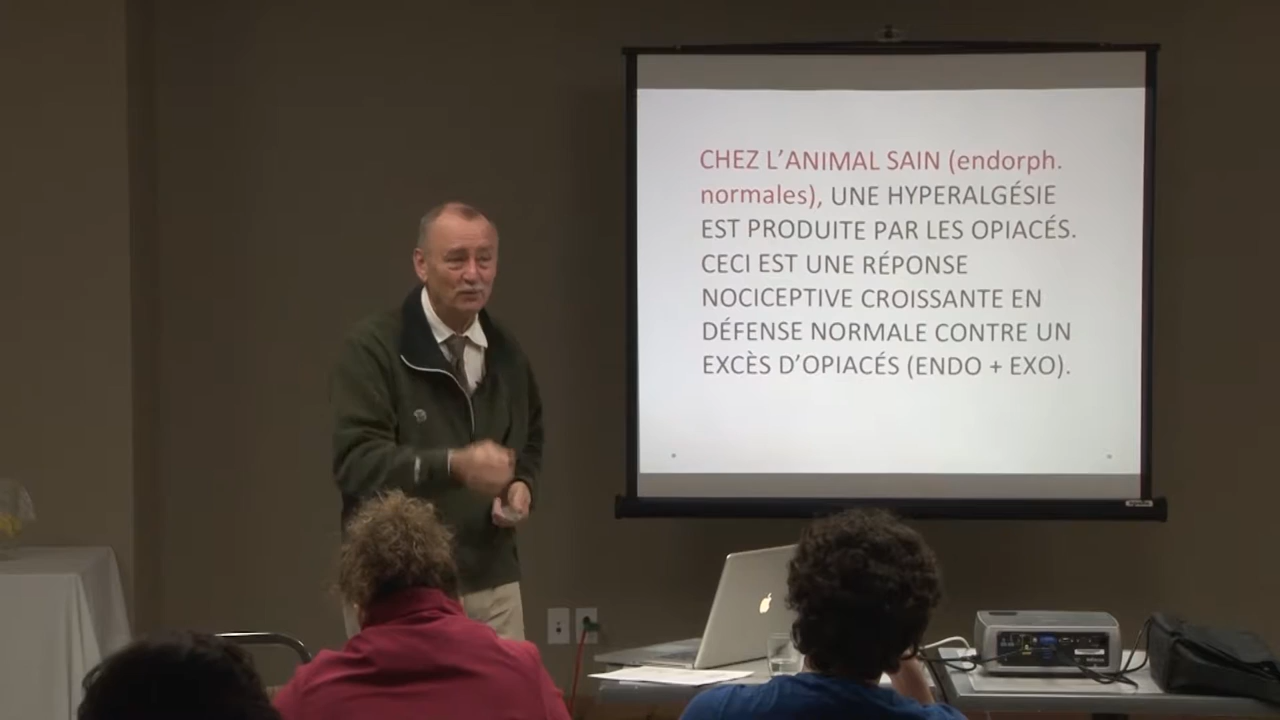 CHEZ L'ANIMAL SAIN (endorph.
normales), UNE HYPERALGÉSIE
EST PRODUITE PAR LES OPIACÉS.
CECI EST UNE RÉPONSE
NOCICEPTIVE CROISSANTE EN
DÉFENSE NORMALE CONTRE UN
EXCÈS D'OPIACÉS (ENDO + EXO).